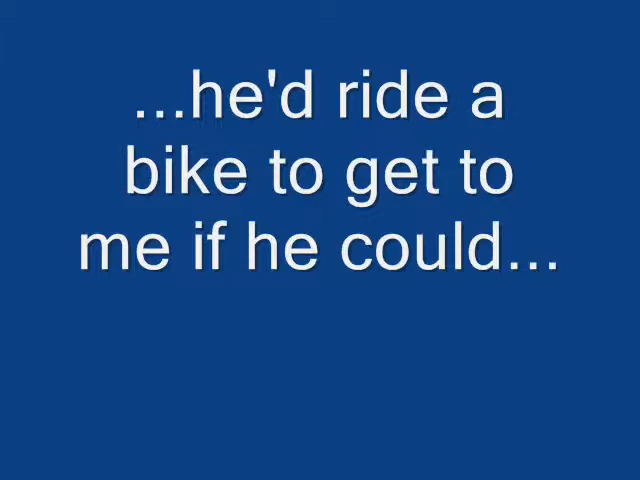 ...he'd ride a
bike to get to
me if he could...